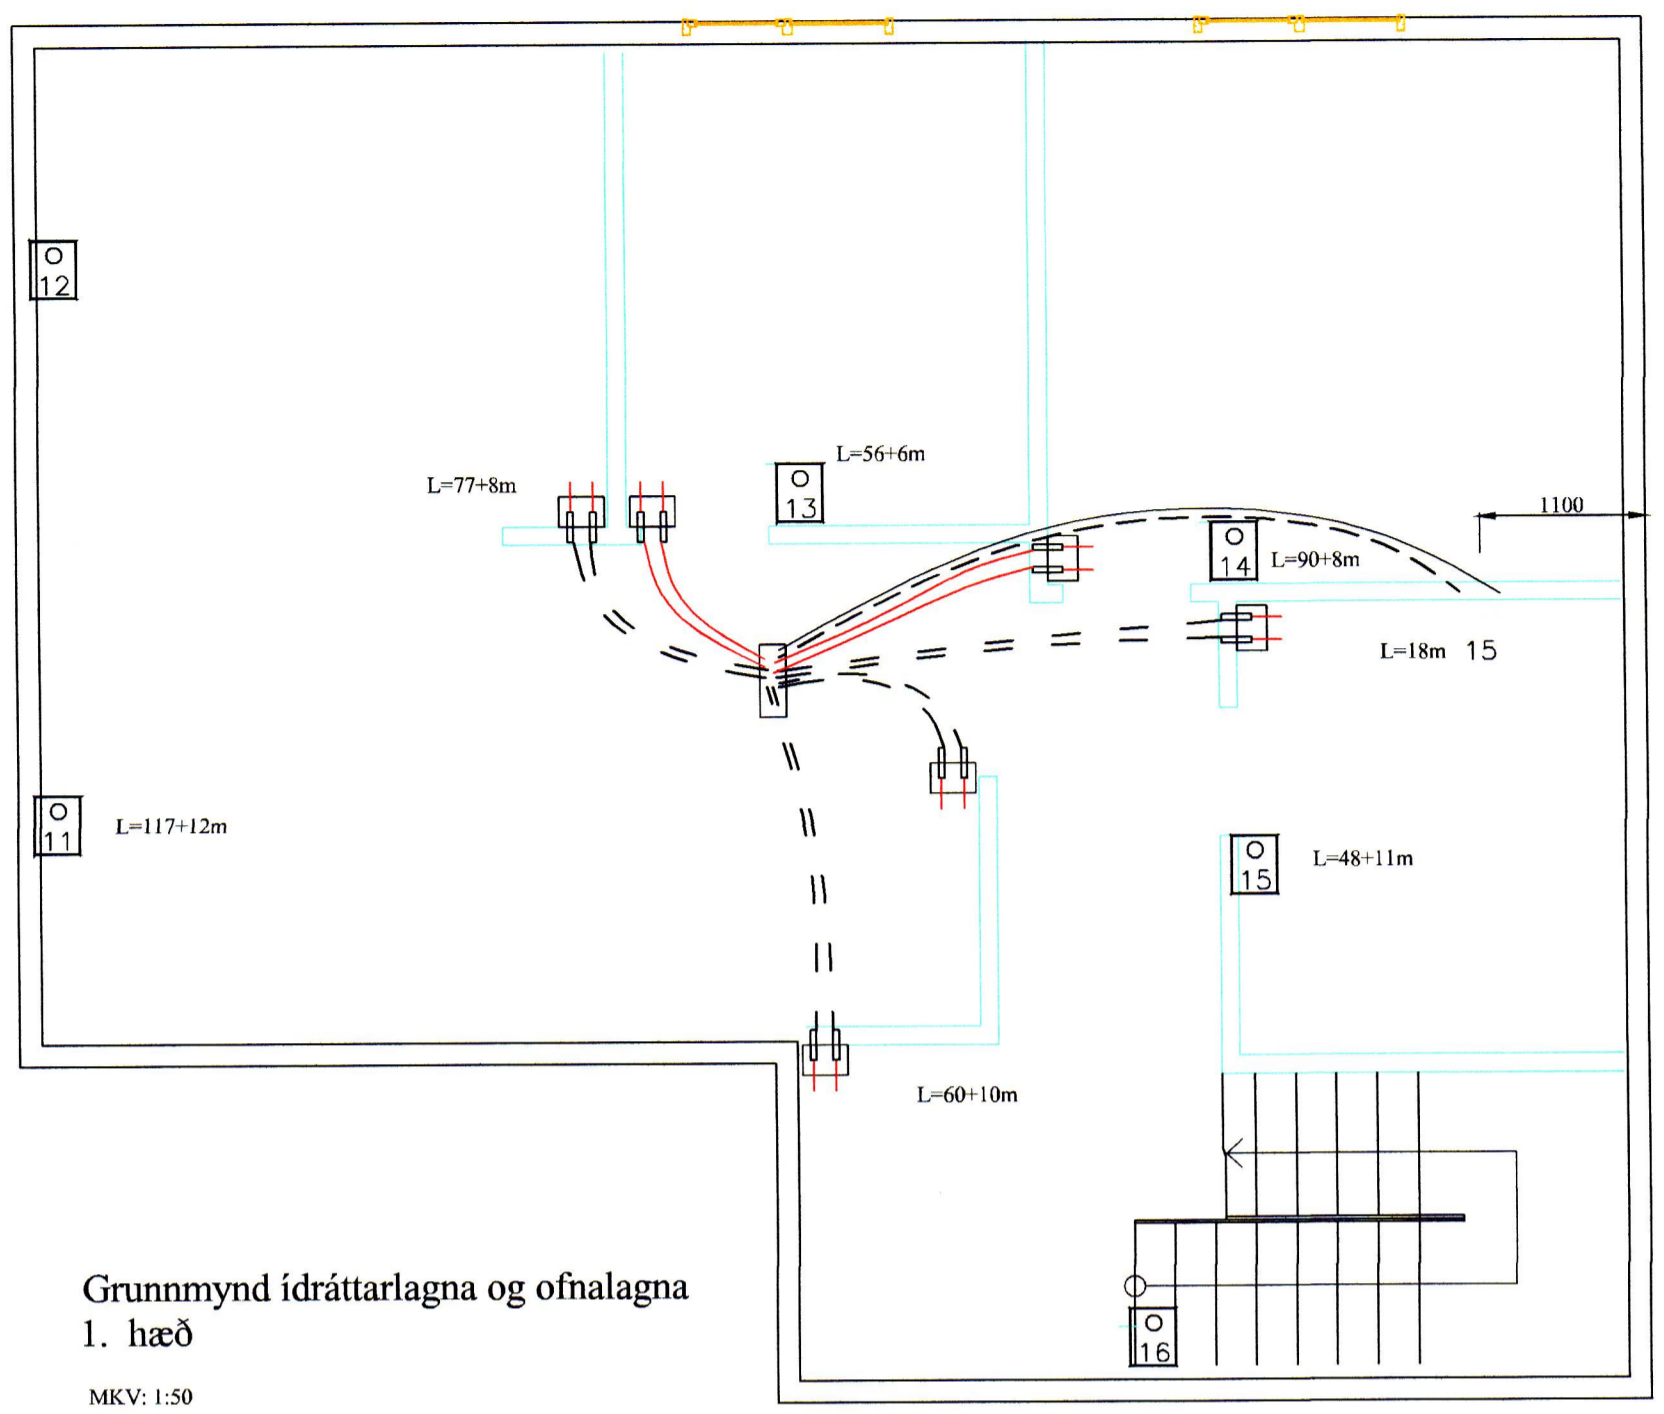 12
L=77+8m
L=56+6m
13
1100
14
L=90+8m
L=18m 15
11
L=117+12m
15
L=48+11m
L=60+10m
16
Grunnmynd ídráttarlagna og ofnalagna
1. hæð
MKV: 1:50